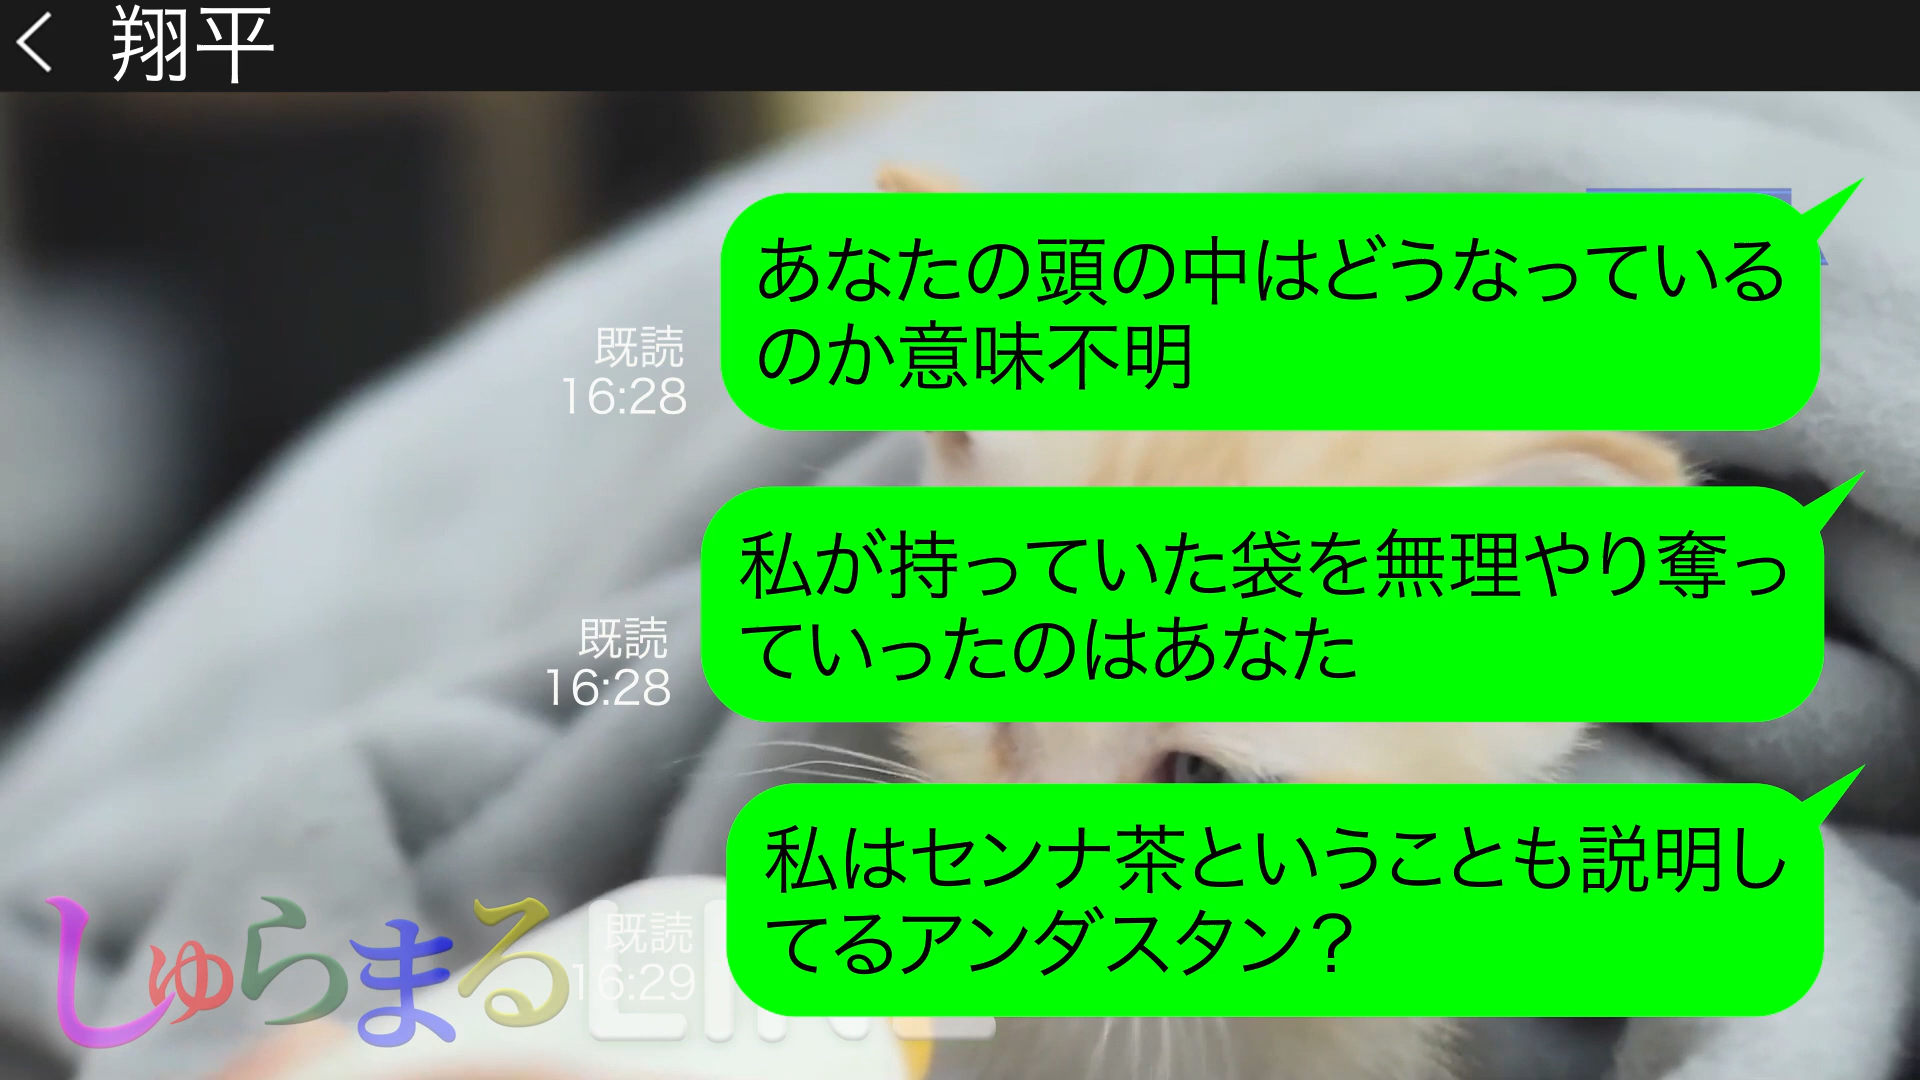 翔平
あなたの頭の中はどうなっている
のか意味不明
既読
16:28
私が持っていた袋を無理やり奪っ
ていったのはあなた
既読
16:28
私はセンナ茶ということも説明し
てるアンダスタン？
既読
16:29
しゅらまるLINE